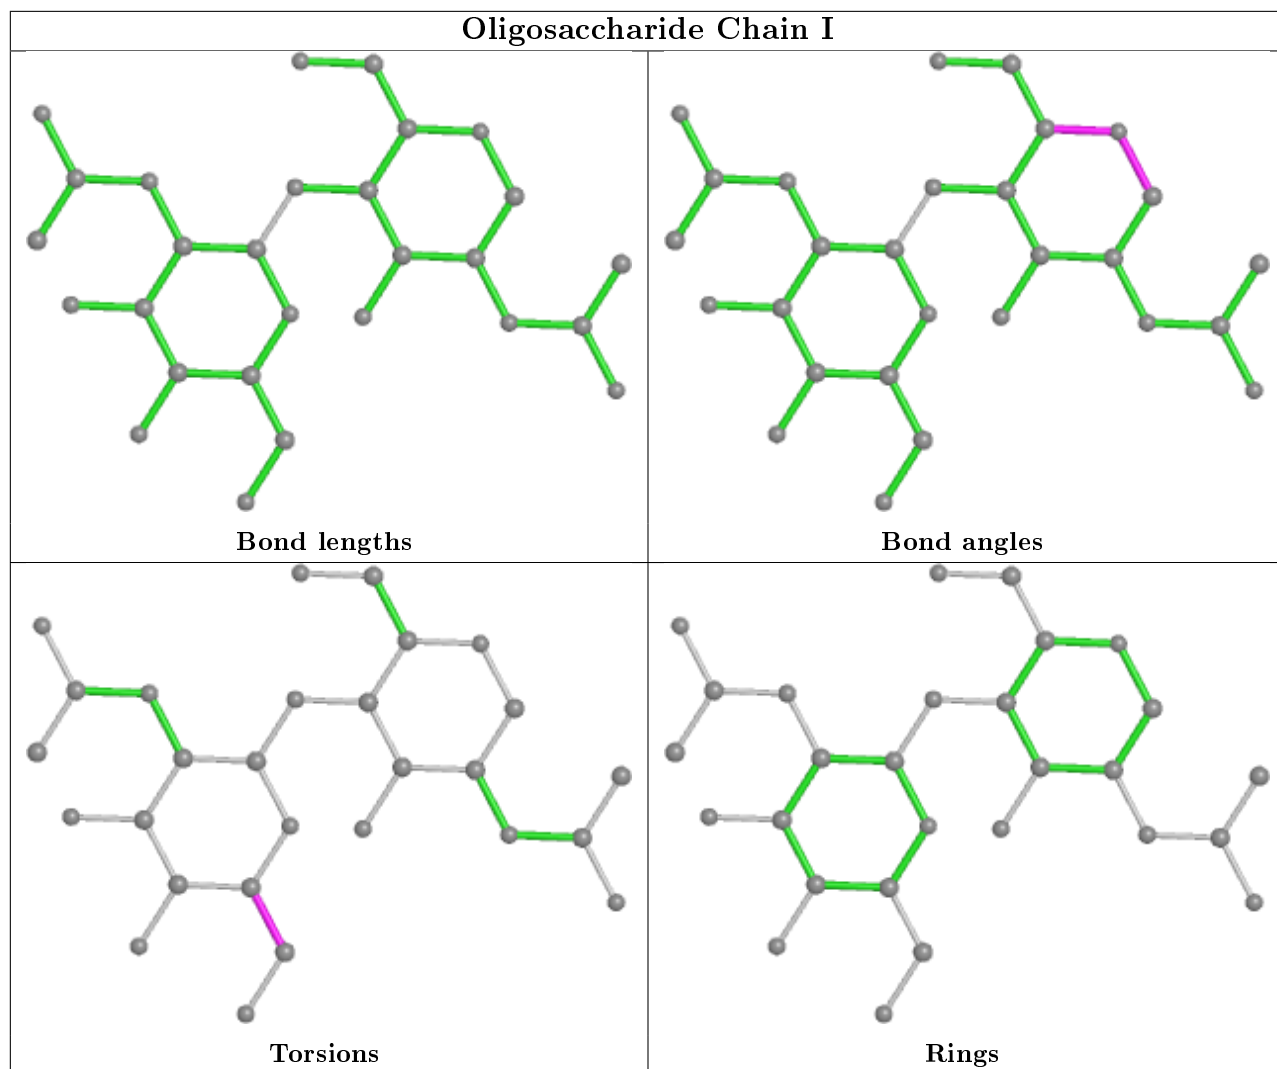 Oligosaccharide Chain I
Bond lengths
Bond angles
Torsions
Rings